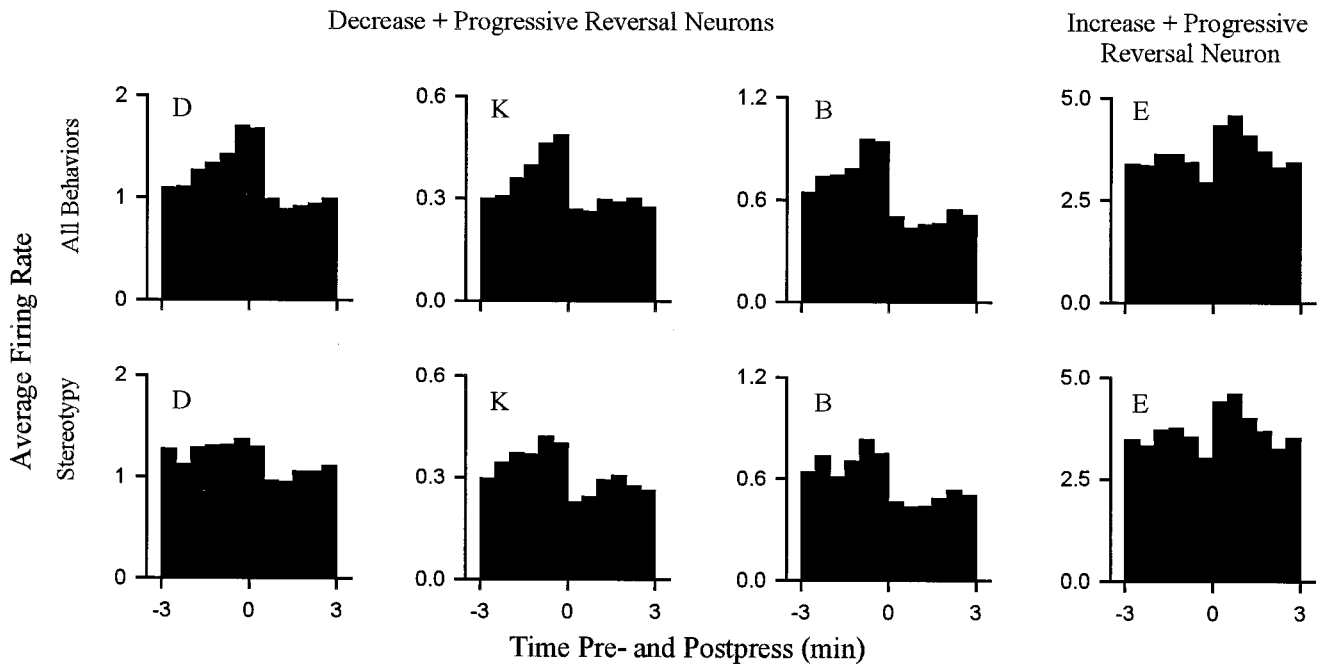 Decrease + Progressive Reversal Neurons
Increase + Progressive
Reversal Neuron
Average Firing Rate
All Behaviors
2
D
1
0
0.6
K
0.3
0.0
1.2
B
0.6
0.0
5.0
E
2.5
0.0
Stereotypy
2
D
1
0
-3 0 3
0.6
K
0.3
0.0
-3 0 3
1.2
B
0.6
0.0
-3 0 3
5.0
E
2.5
0.0
-3 0 3
Time Pre- and Postpress (min)